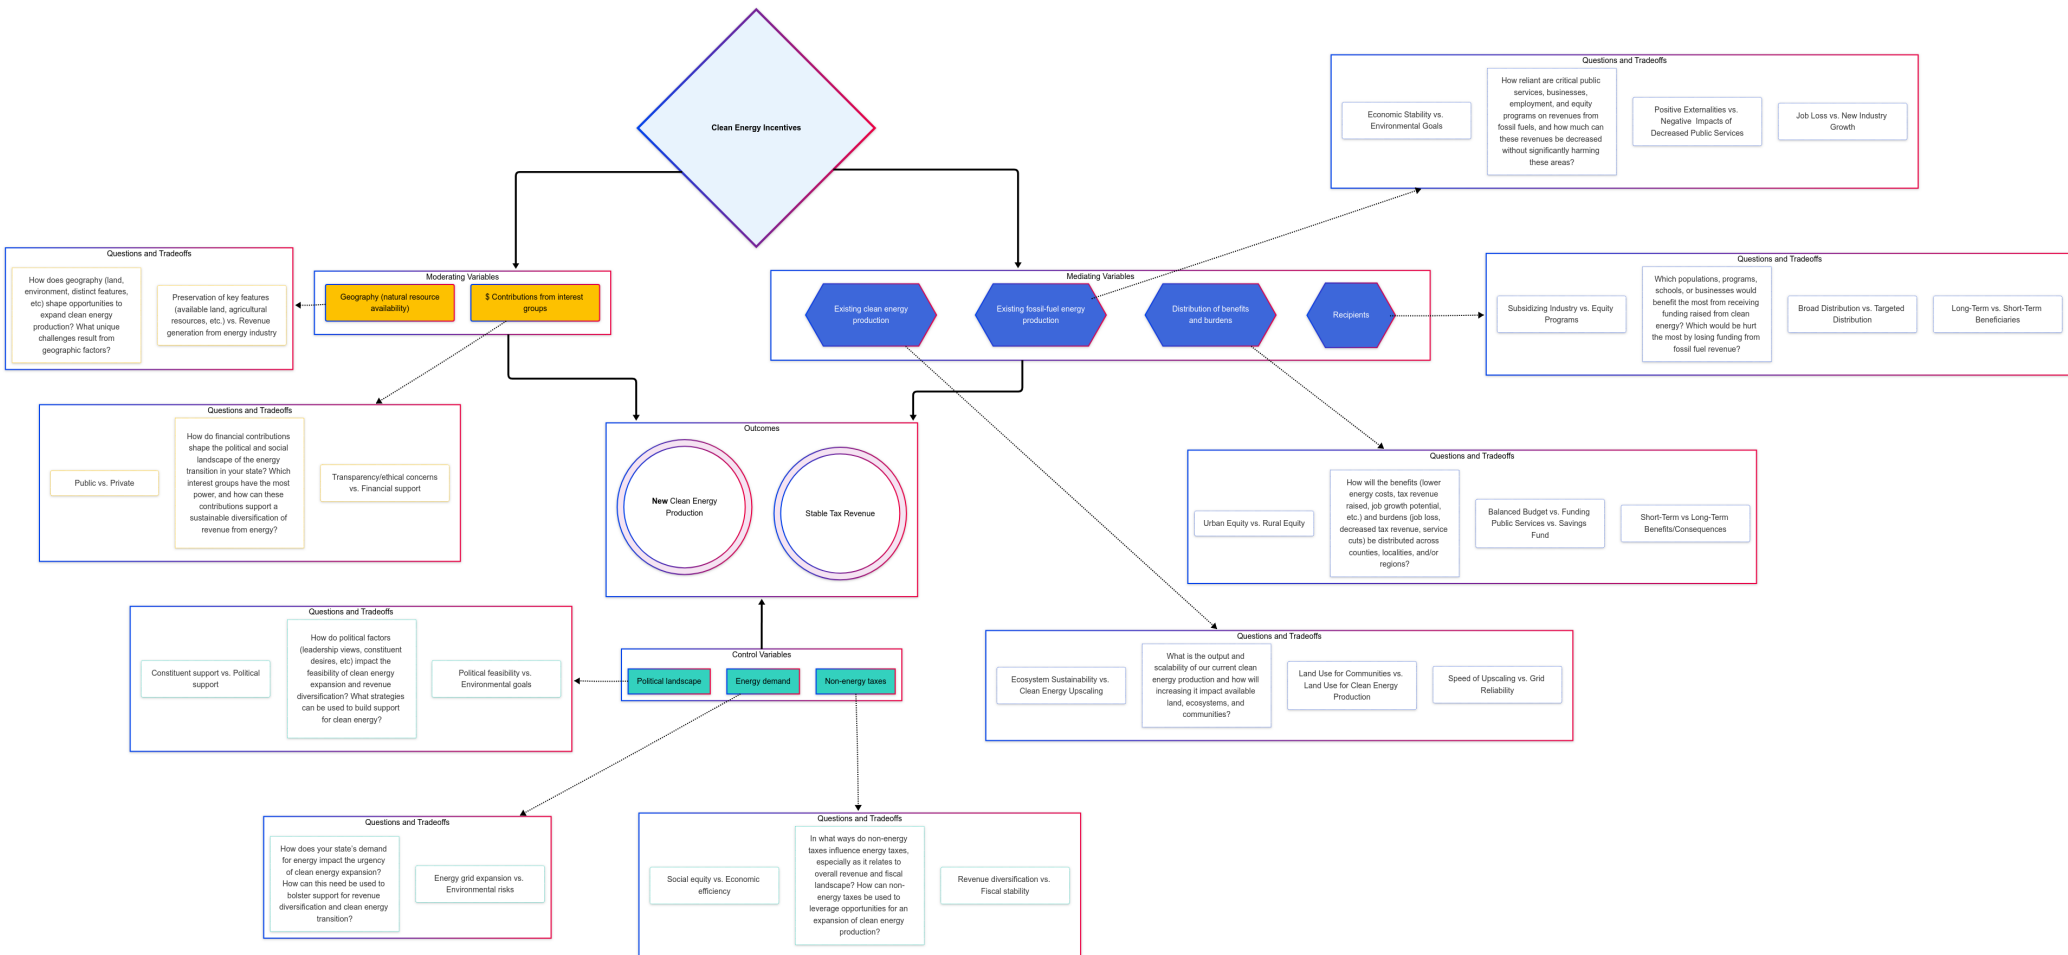 Clean Energy Incentives
Questions and Tradeoffs
Economic Stability vs.
Environmental Goals
How reliant are critical public
services, businesses,
employment, and equity
programs on revenues from
fossil fuels, and how much can
these revenues be decreased
without significantly harming
these areas?
Positive Externalities vs.
Negative Impacts of
Decreased Public Services
Job Loss vs. New Industry
Growth
Questions and Tradeoffs
How does geography (land,
environment, distinct features,
etc) shape opportunities to
expand clean energy
production? What unique
challenges result from
geographic factors?
Preservation of key features
(available land, agricultural
resources, etc.) vs. Revenue
generation from energy industry
Moderating Variables
Geography (natural resource
availability)
$ Contributions from interest
groups
Mediating Variables
Existing clean energy
production
Existing fossil-fuel energy
production
Distribution of benefits
and burdens
Recipients
Questions and Tradeoffs
Subsidizing Industry vs. Equity
Programs
Which populations, programs,
schools, or businesses would
benefit the most from receiving
funding raised from clean
energy? Which would be hurt
the most by losing funding from
fossil fuel revenue?
Broad Distribution vs. Targeted
Distribution
Long-Term vs. Short-Term
Beneficiaries
Questions and Tradeoffs
Public vs. Private
How do financial contributions
shape the political and social
landscape of the energy
transition in your state? Which
interest groups have the most
power, and how can these
contributions support a
sustainable diversification of
revenue from energy?
Transparency/ethical concerns
vs. Financial support
Outcomes
New Clean Energy
Production
Stable Tax Revenue
Questions and Tradeoffs
Urban Equity vs. Rural Equity
How will the benefits (lower
energy costs, tax revenue
raised, job growth potential,
etc.) and burdens (job loss,
decreased tax revenue, service
cuts) be distributed across
counties, localities, and/or
regions?
Balanced Budget vs. Funding
Public Services vs. Savings
Fund
Short-Term vs Long-Term
Benefits/Consequences
Questions and Tradeoffs
Constituent support vs. Political
support
How do political factors
(leadership views, constituent
desires, etc) impact the
feasibility of clean energy
expansion and revenue
diversification? What strategies
can be used to build support
for clean energy?
Political feasibility vs.
Environmental goals
Control Variables
Political landscape
Energy demand
Non-energy taxes
Questions and Tradeoffs
Ecosystem Sustainability vs.
Clean Energy Upscaling
What is the output and
scalability of our current clean
energy production and how will
increasing it impact available
land, ecosystems, and
communities?
Land Use for Communities vs.
Land Use for Clean Energy
Production
Speed of Upscaling vs. Grid
Reliability
Questions and Tradeoffs
How does your state's demand
for energy impact the urgency
of clean energy expansion?
How can this need be used to
bolster support for revenue
diversification and clean energy
transition?
Energy grid expansion vs.
Environmental risks
Questions and Tradeoffs
Social equity vs. Economic
efficiency
In what ways do non-energy
taxes influence energy taxes,
especially as it relates to
overall revenue and fiscal
landscape? How can non-
energy taxes be used to
leverage opportunities for an
expansion of clean energy
production?
Revenue diversification vs.
Fiscal stability